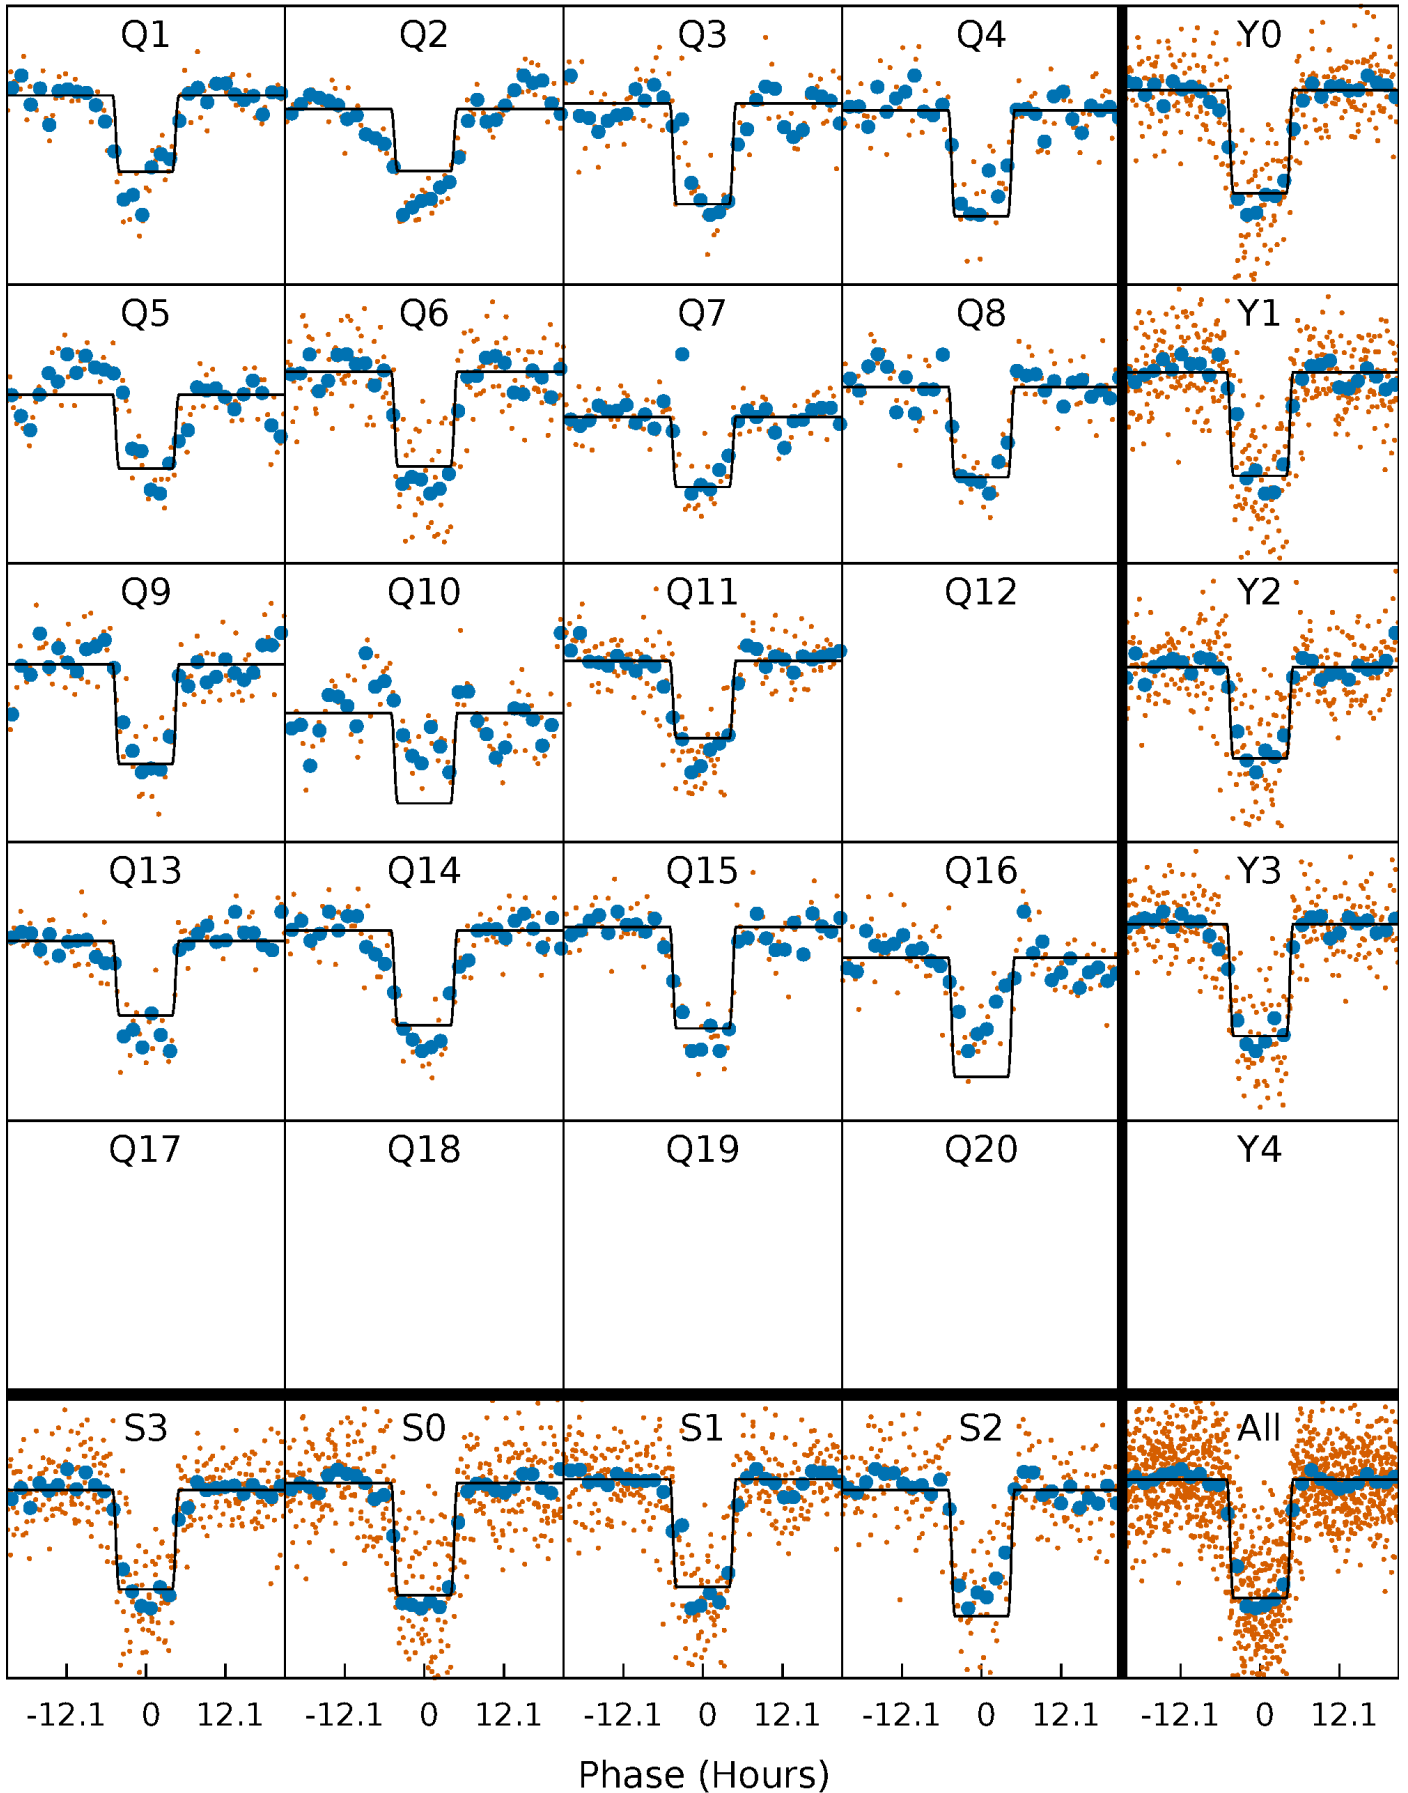 Q1 Q2 Q3 Q4 Y0
Q5 Q6 Q7 Q8 Y1
Q9 Q10 Q11 Q12 Y2
Q13 Q14 Q15 Q16 Y3
Q17 Q18 Q19 Q20 Y4
S3 S0 S1 S2 All
-12.1 0 12.1 -12.1 0 12.1 -12.1 0 12.1 -12.1 0 12.1 -12.1 0 12.1
Phase (Hours)